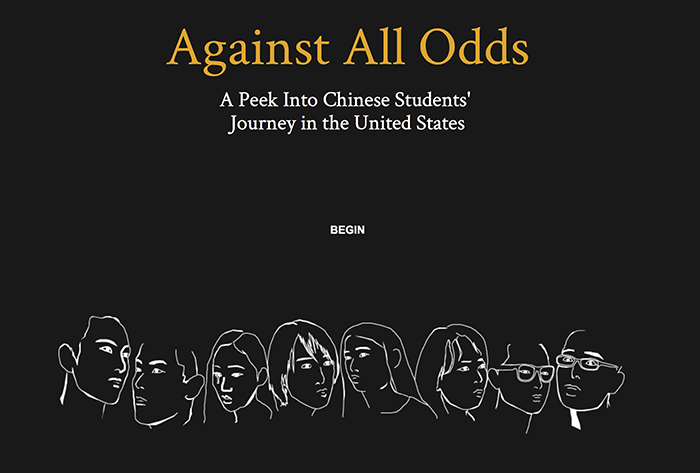 Against All Odds
A Peek Into Chinese Students'
Journey in the United States
BEGIN